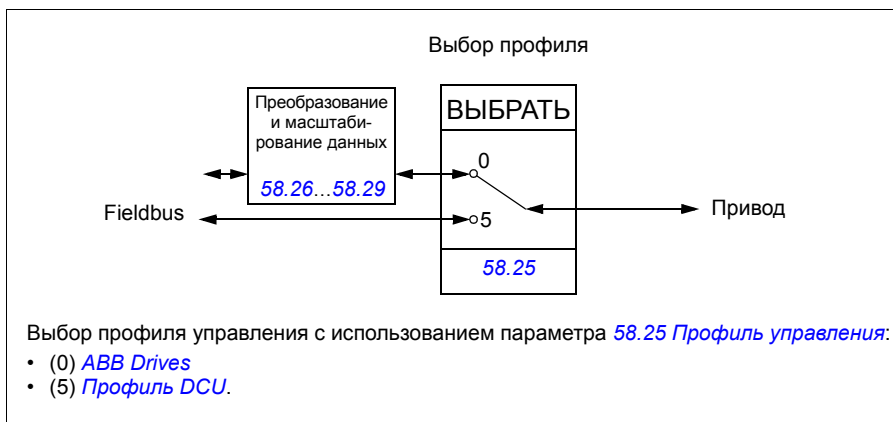 Выбор профиля
Преобразование
и масштаби-
рование данных
58.26...58.29
ВЫБРАТЬ
0
5
58.25
Fieldbus
Привод
Выбор профиля управления с использованием параметра 58.25 Профиль управления:
• (0) ABB Drives
• (5) Профиль DCU.